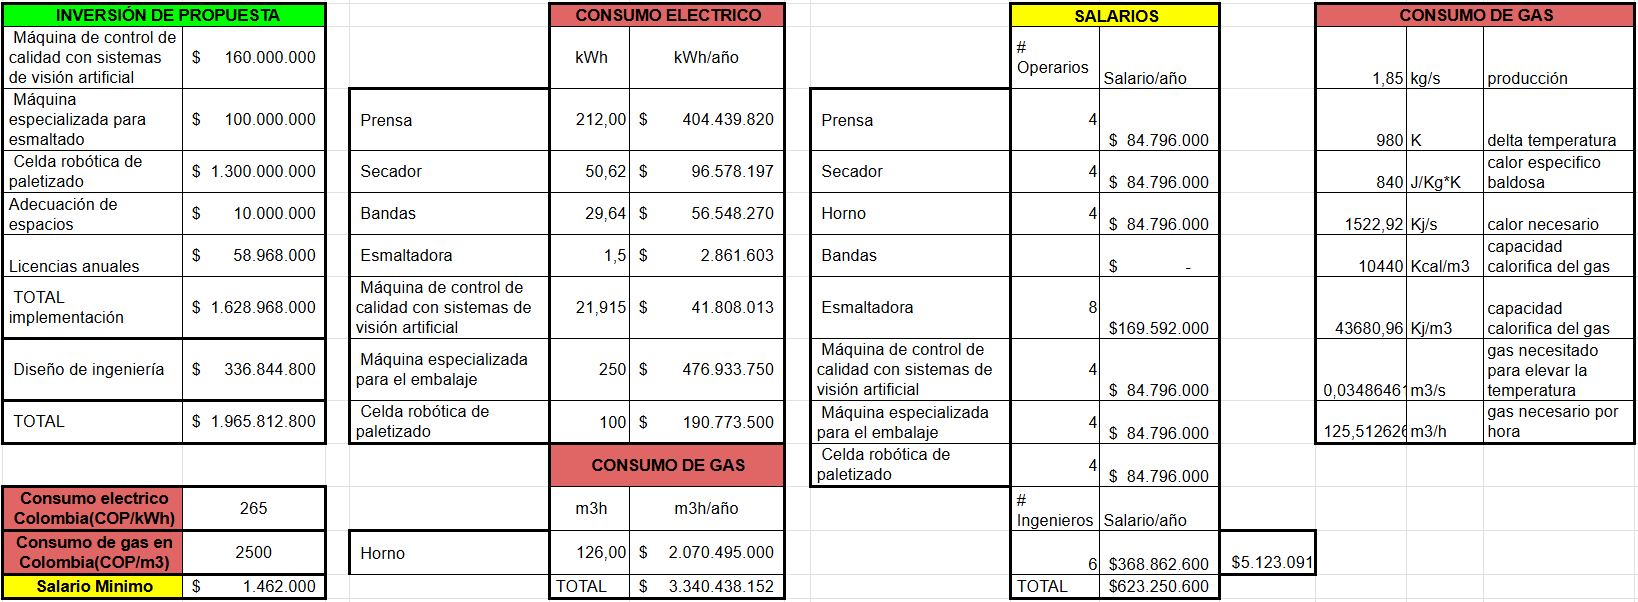 INVERSIÓN DE PROPUESTA
Máquina de control de
calidad con sistemas
de visión artificial
$ 160.000.000
Máquina
especializada para
esmaltado
$ 100.000.000
Celda robótica de
paletizado
$ 1.300.000.000
Adecuación de
espacios
$ 10.000.000
Licencias anuales
$ 58.968.000
TOTAL
implementación
$ 1.628.968.000
Diseño de ingeniería
$ 336.844.800
TOTAL
$ 1.965.812.800
Consumo electrico
Colombia(COP/kWh)
265
Consumo de gas en
Colombia(COP/m3)
2500
Salario Minimo
$ 1.462.000
CONSUMO ELECTRICO
kWh
kWh/año
Prensa
212,00
$ 404.439.820
Secador
50,62
$ 96.578.197
Bandas
29,64
$ 56.548.270
Esmaltadora
1,5
$ 2.861.603
Máquina de control de
calidad con sistemas de
visión artificial
21,915
$ 41.808.013
Máquina especializada
para el embalaje
250
$ 476.933.750
Celda robótica de
paletizado
100
$ 190.773.500
CONSUMO DE GAS
m3h
m3h/año
Horno
126,00
$ 2.070.495.000
TOTAL
$ 3.340.438.152
SALARIOS
#
Operarios
Salario/año
Prensa
4
$ 84.796.000
Secador
4
$ 84.796.000
Horno
4
$ 84.796.000
Bandas
$ -
Esmaltadora
8
$169.592.000
Máquina de control de
calidad con sistemas de
visión artificial
4
$ 84.796.000
Máquina especializada
para el embalaje
4
$ 84.796.000
Celda robótica de
paletizado
4
$ 84.796.000
#
Ingenieros
Salario/año
6
$368.862.600
$5.123.091
TOTAL
$623.250.600
CONSUMO DE GAS
1,85
kg/s
producción
980
K
delta temperatura
840
J/Kg*K
calor especifico
baldosa
1522,92
Kj/s
calor necesario
10440
Kcal/m3
capacidad
calorifica del gas
43680,96
Kj/m3
capacidad
calorifica del gas
0,03486461
m3/s
gas necesitado
para elevar la
temperatura
125,512626
m3/h
gas necesario por
hora